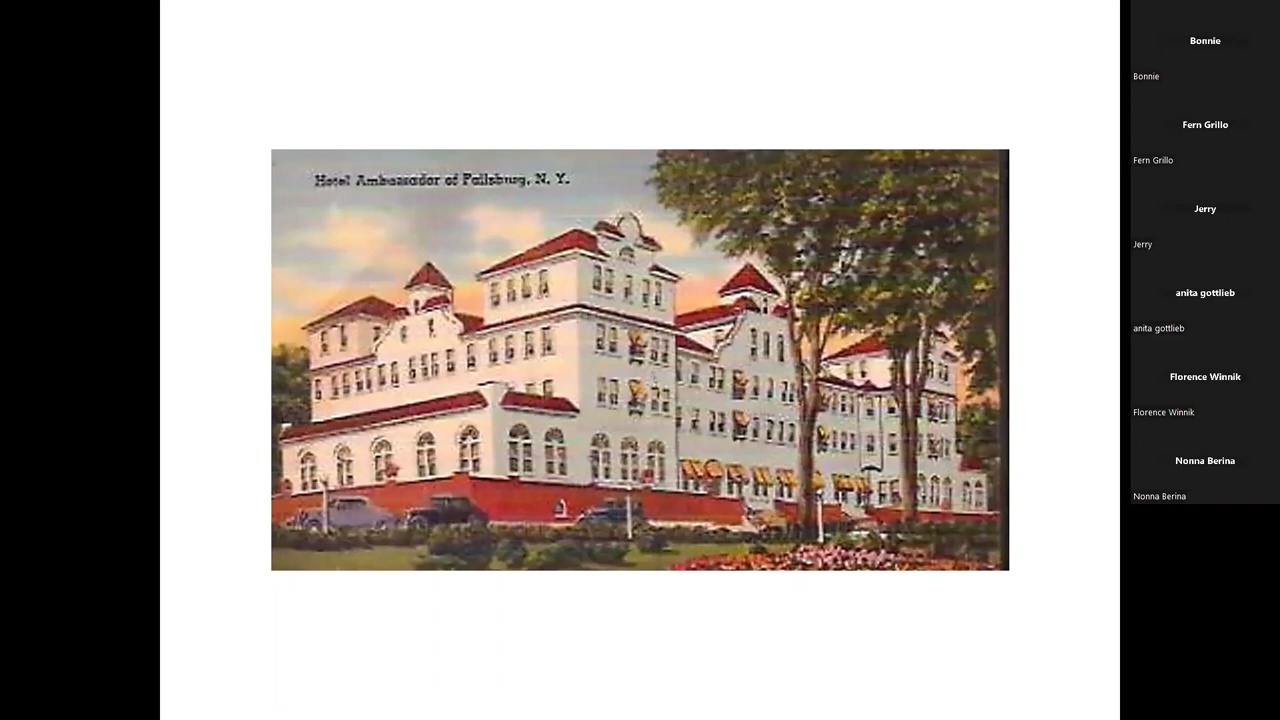 Hotel Ambassador of Fallsburg, N. Y.
Bonnie
Bonnie
Fern Grillo
Fern Grillo
Jerry
Jerry
anita gottlieb
anita gottlieb
Florence Winnik
Florence Winnik
Nonna Berina
Nonna Berina